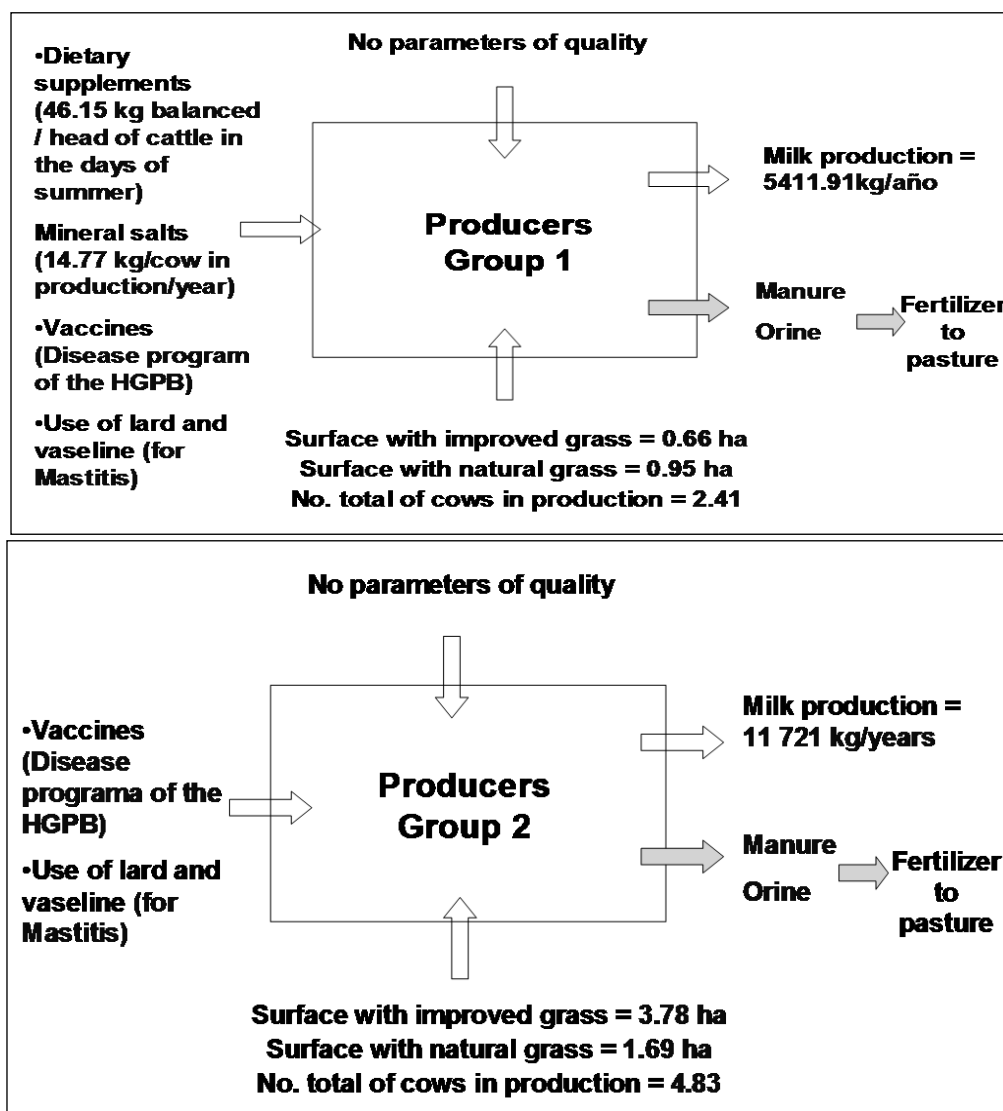 No parameters of quality
•Dietary
supplements
(46.15 kg balanced
/ head of cattle in
the days of
summer)
Mineral salts
(14.77 kg/cow in
production/year)
•Vaccines
(Disease program
of the HGPB)
•Use of lard and
vaseline (for
Mastitis)
Producers
Group 1
Milk production =
5411.91kg/año
Manure
Orine
Fertilizer
to
pasture
Surface with improved grass = 0.66 ha
Surface with natural grass = 0.95 ha
No. total of cows in production = 2.41
No parameters of quality
•Vaccines
(Disease
programa of the
HGPB)
•Use of lard and
vaseline (for
Mastitis)
Producers
Group 2
Milk production =
11 721 kg/years
Manure
Orine
Fertilizer
to
pasture
Surface with improved grass = 3.78 ha
Surface with natural grass = 1.69 ha
No. total of cows in production = 4.83